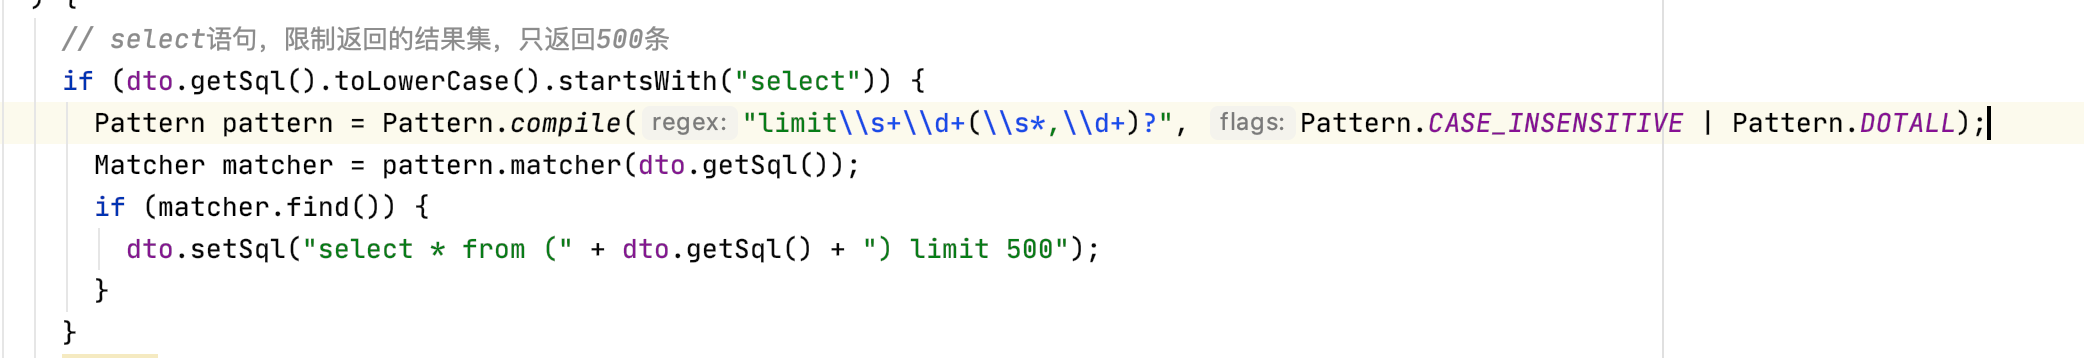 ) {
// select语句，限制返回的结果集，只返回500条
if (dto.getSql().toLowerCase().startsWith("select")) {
Pattern pattern = Pattern.compile( regex: "limit\\s+\\d+(\\s*,\\d+)?", flags: Pattern.CASE_INSENSITIVE | Pattern.DOTALL);
Matcher matcher = pattern.matcher(dto.getSql());
if (matcher.find()) {
dto.setSql("select * from (" + dto.getSql() + ") limit 500");
}
}